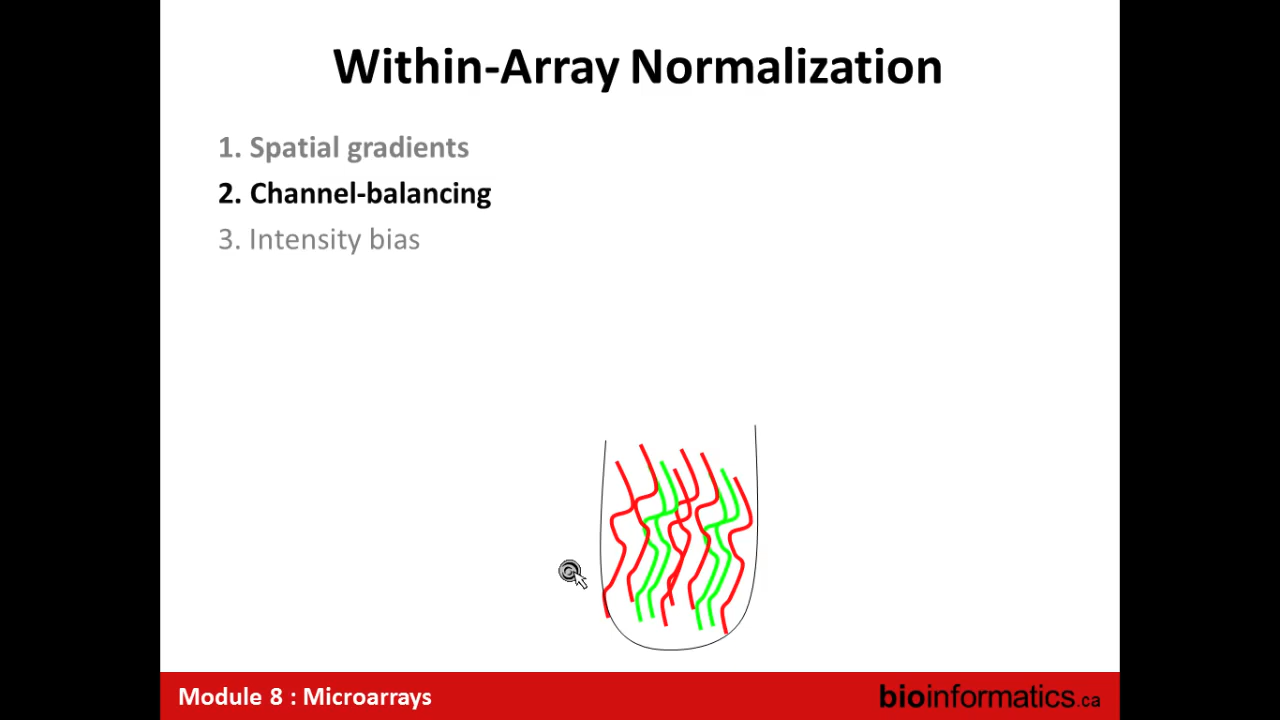 Within-Array Normalization
1. Spatial gradients
2. Channel-balancing
3. Intensity bias
Module 8 : Microarrays
bioinformatics.ca